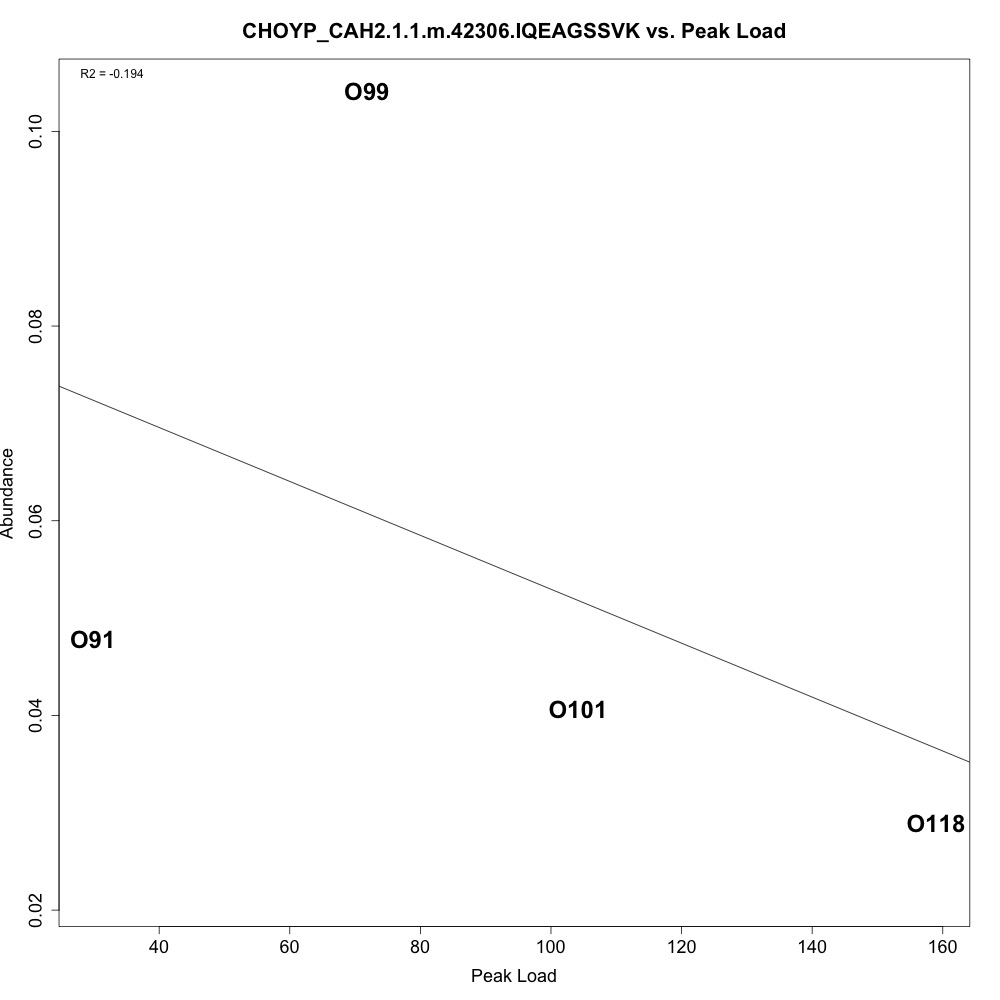 CHOYP_CAH2.1.1.m.42306.IQEAGSSVK vs. Peak Load
R2 = -0.194
O99
O91
O101
O118
Abundance
0.10
0.08
0.06
0.04
0.02
40 60 80 100 120 140 160
Peak Load